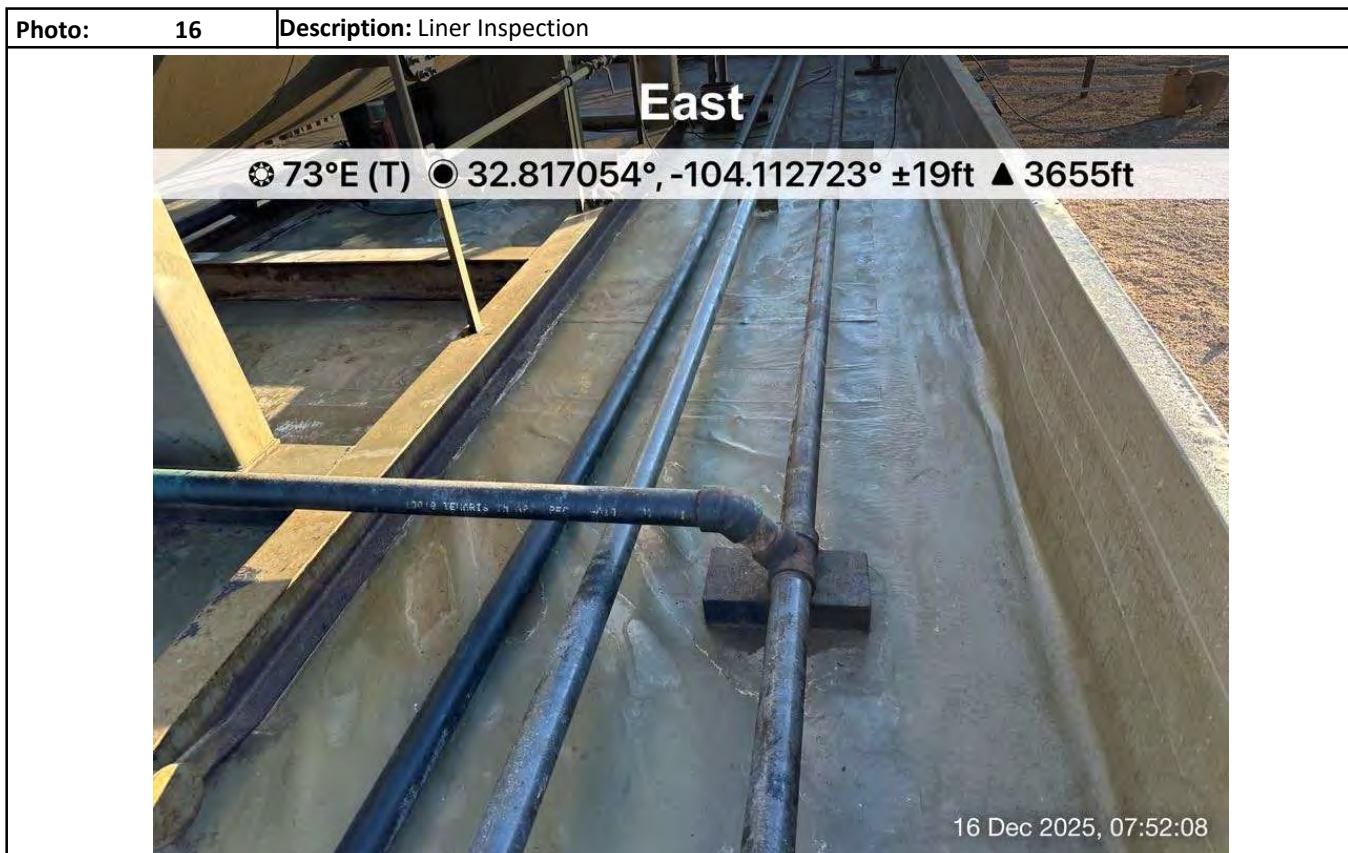 Photo: 16 Description: Liner Inspection
East
73°E (T) 32.817054°, -104.112723° ±19ft ▲ 3655ft
16 Dec 2025, 07:52:08